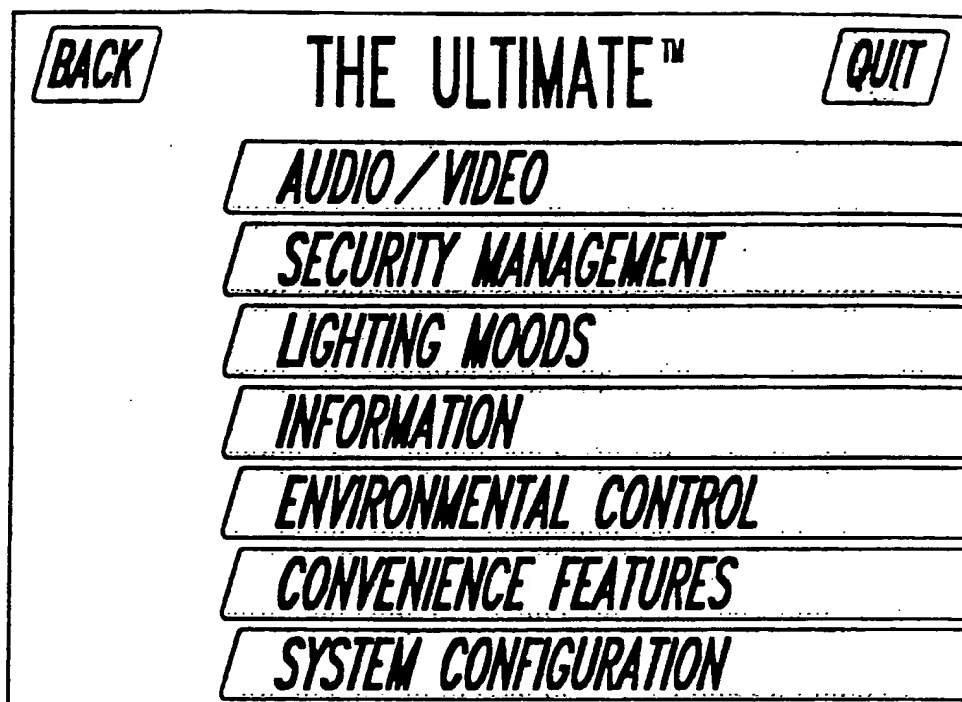 BACK THE ULTIMATE™ QUIT
AUDIO / VIDEO
SECURITY MANAGEMENT
LIGHTING MOODS
INFORMATION
ENVIRONMENTAL CONTROL
CONVENIENCE FEATURES
SYSTEM CONFIGURATION